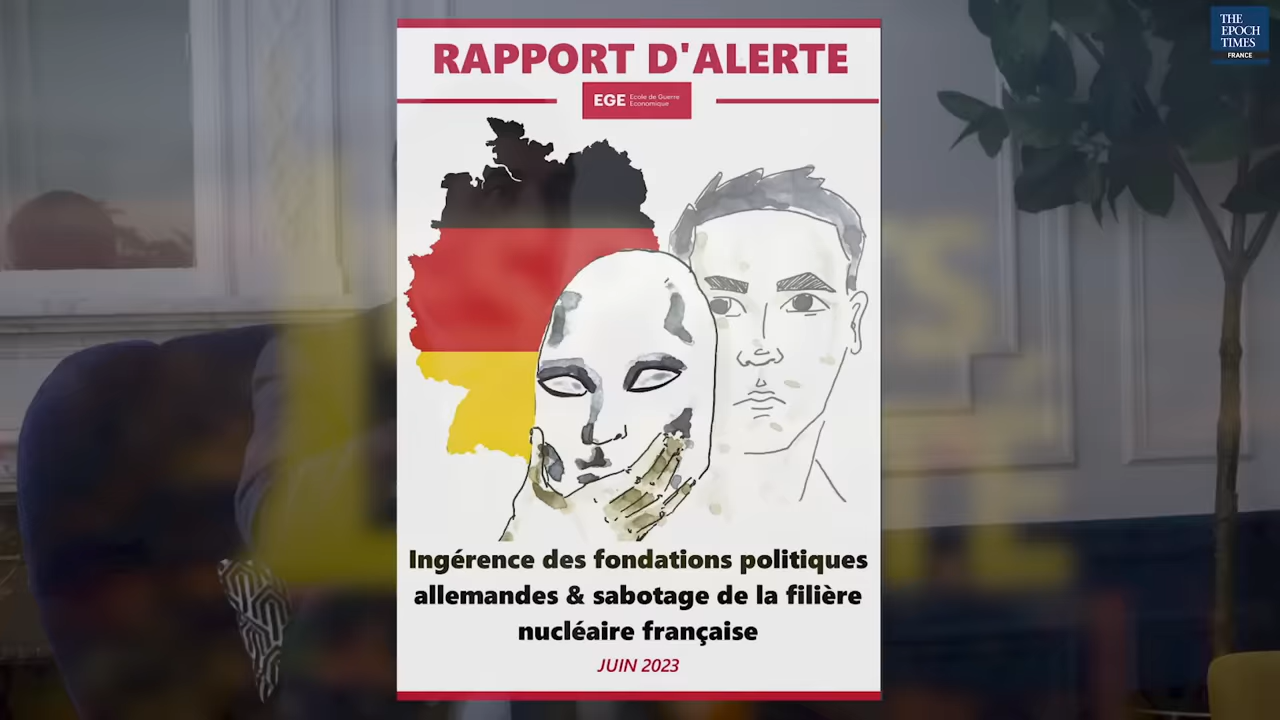 RAPPORT D'ALERTE
EGE Ecole de Guerre
Economique
Ingérence des fondations politiques
allemandes & sabotage de la filière
nucléaire française
JUIN 2023
THE
EPOCH
TIMES
FRANCE